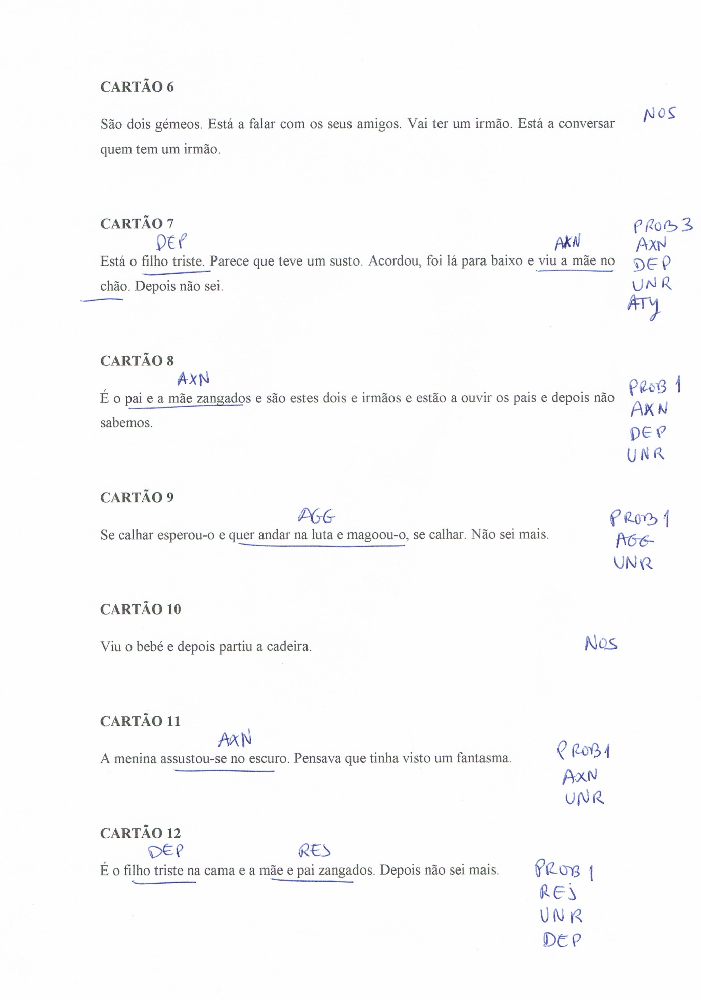 CARTÃO 6
São dois gémeos. Está a falar com os seus amigos. Vai ter um irmão. Está a conversar NOS
quem tem um irmão.
CARTÃO 7 PROB 3
DEP AXN AXN
Está o filho triste. Parece que teve um susto. Acordou, foi lá para baixo e viu a mãe no DEP
chão. Depois não sei. UNR
ATY
CARTÃO 8
AXN PROB 1
É o pai e a mãe zangados e são estes dois e irmãos e estão a ouvir os pais e depois não AXN
sabemos. DEP
UNR
CARTÃO 9
AGG PROB 1
Se calhar esperou-o e quer andar na luta e magoou-o, se calhar. Não sei mais. AGG
UNR
CARTÃO 10
Viu o bebé e depois partiu a cadeira. NOS
CARTÃO 11
AXN PROB 1
A menina assustou-se no escuro. Pensava que tinha visto um fantasma. AXN
UNR
CARTÃO 12
DEP REJ
É o filho triste na cama e a mãe e pai zangados. Depois não sei mais. PROB 1
REJ
UNR
DEP